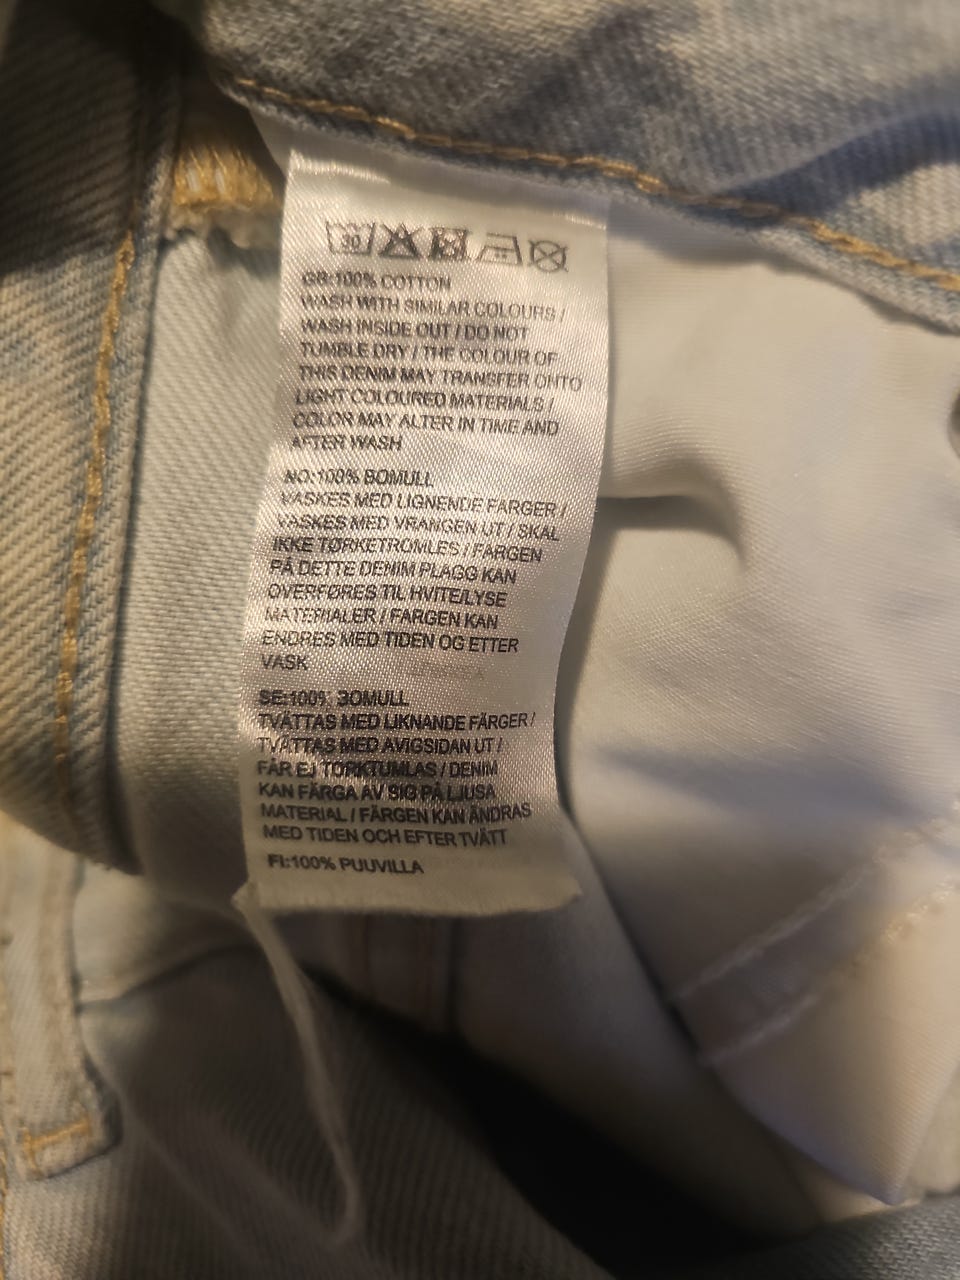 30
GB:100% COTTON
WASH WITH SIMILAR COLOURS /
WASH INSIDE OUT / DO NOT
TUMBLE DRY / THE COLOUR OF
THIS DENIM MAY TRANSFER ONTO
LIGHT COLOURED MATERIALS /
COLOR MAY ALTER IN TIME AND
AFTER WASH
NO:100% BOMULL
VASKES MED LIGNENDE FARGER /
VASKES MED VRANGEN UT / SKAL
IKKE TØRKETROMLES / FARGEN
PÅ DETTE DENIM PLAGG KAN
OVERFØRES TIL HVITE/LYSE
MATERIALER / FARGEN KAN
ENDRES MED TIDEN OG ETTER
VASK
SE:100% BOMULL
TVÄTTAS MED LIKNANDE FÄRGER /
TVÄTTAS MED AVIGSIDAN UT /
FÅR EJ TORKTUMLAS / DENIM
KAN FÄRGA AV SIG PÅ LJUSA
MATERIAL / FÄRGEN KAN ÄNDRAS
MED TIDEN OCH EFTER TVÄTT
FI:100% PUUVILLA